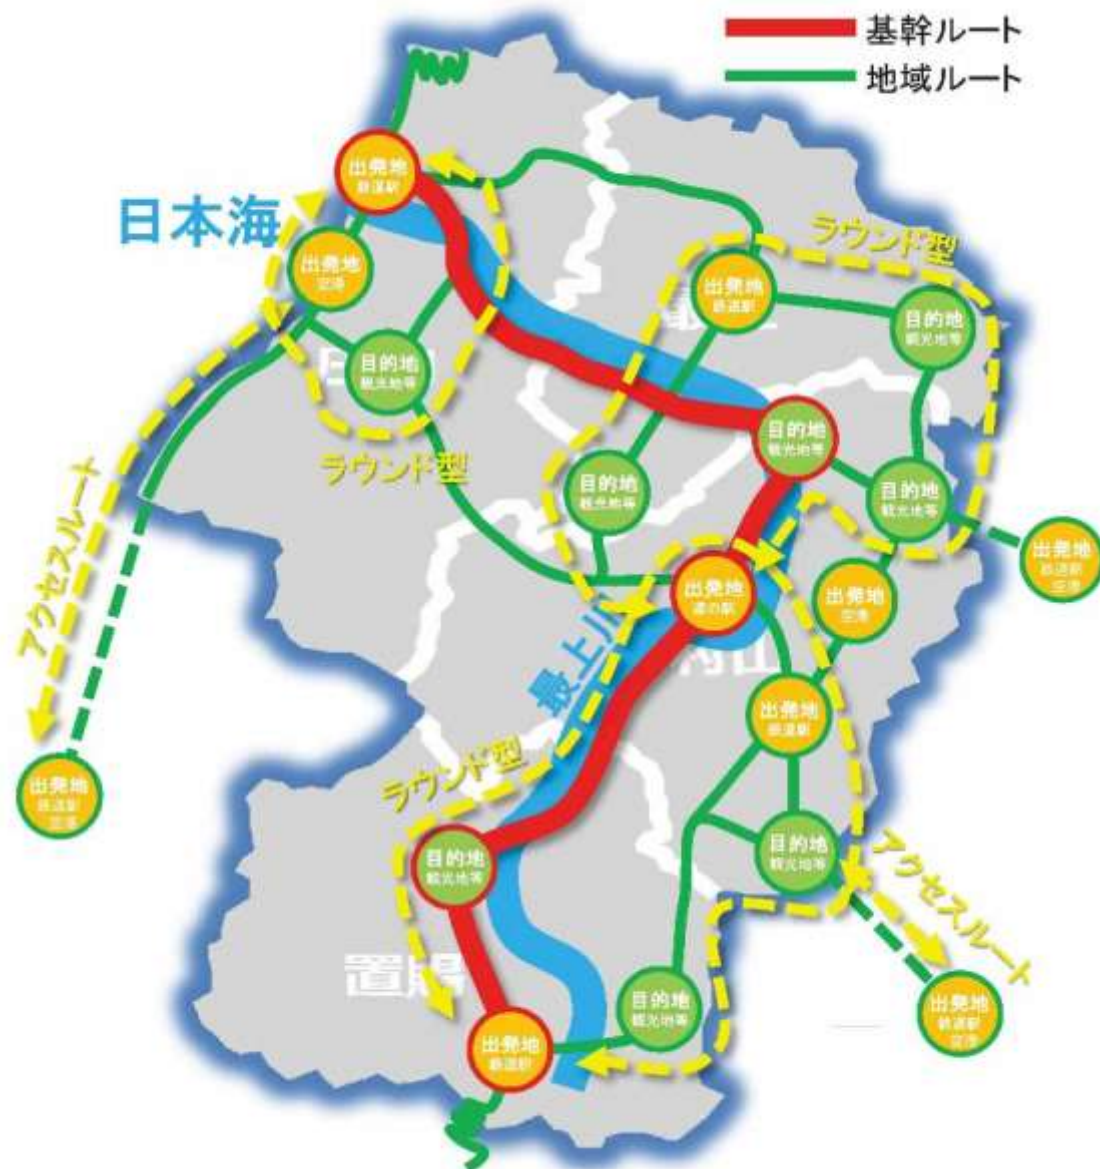 基幹ルート
地域ルート
日本海
出発地
鉄道駅
出発地
空港
ラウンド型
出発地
鉄道駅
目的地
観光地等
目的地
観光地等
ラウンド型
目的地
観光地等
目的地
観光地等
目的地
観光地等
出発地
鉄道駅
空港
アクセスルート
出発地
道の駅
出発地
空港
最上川
出発地
鉄道駅
出発地
鉄道駅
空港
ラウンド型
目的地
観光地等
目的地
観光地等
アクセスルート
置賜
目的地
観光地等
出発地
鉄道駅
空港
出発地
鉄道駅